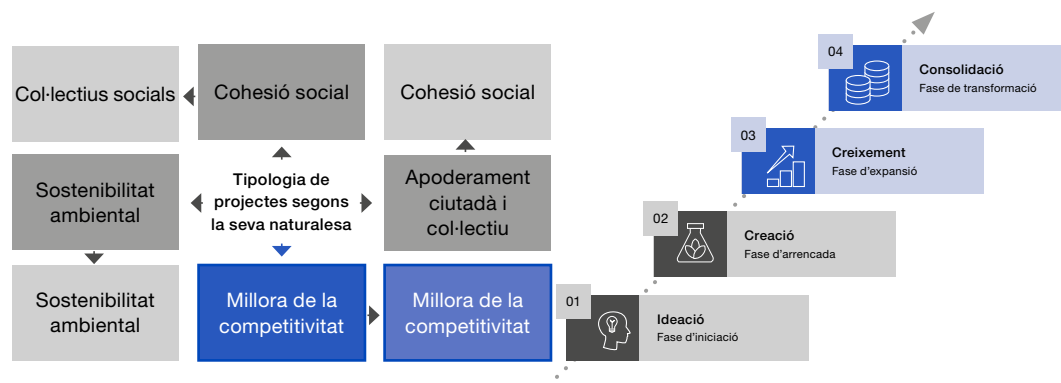 Col·lectius socials
Cohesió social
Cohesió social
Sostenibilitat
ambiental
Tipologia de
projectes segons
la seva naturalesa
Apoderament
ciutadà i
col·lectiu
Sostenibilitat
ambiental
Millora de la
competitivitat
Millora de la
competitivitat
04
Consolidació
Fase de transformació
03
Creixement
Fase d'expansió
02
Creació
Fase d'arrencada
01
Ideació
Fase d'iniciació